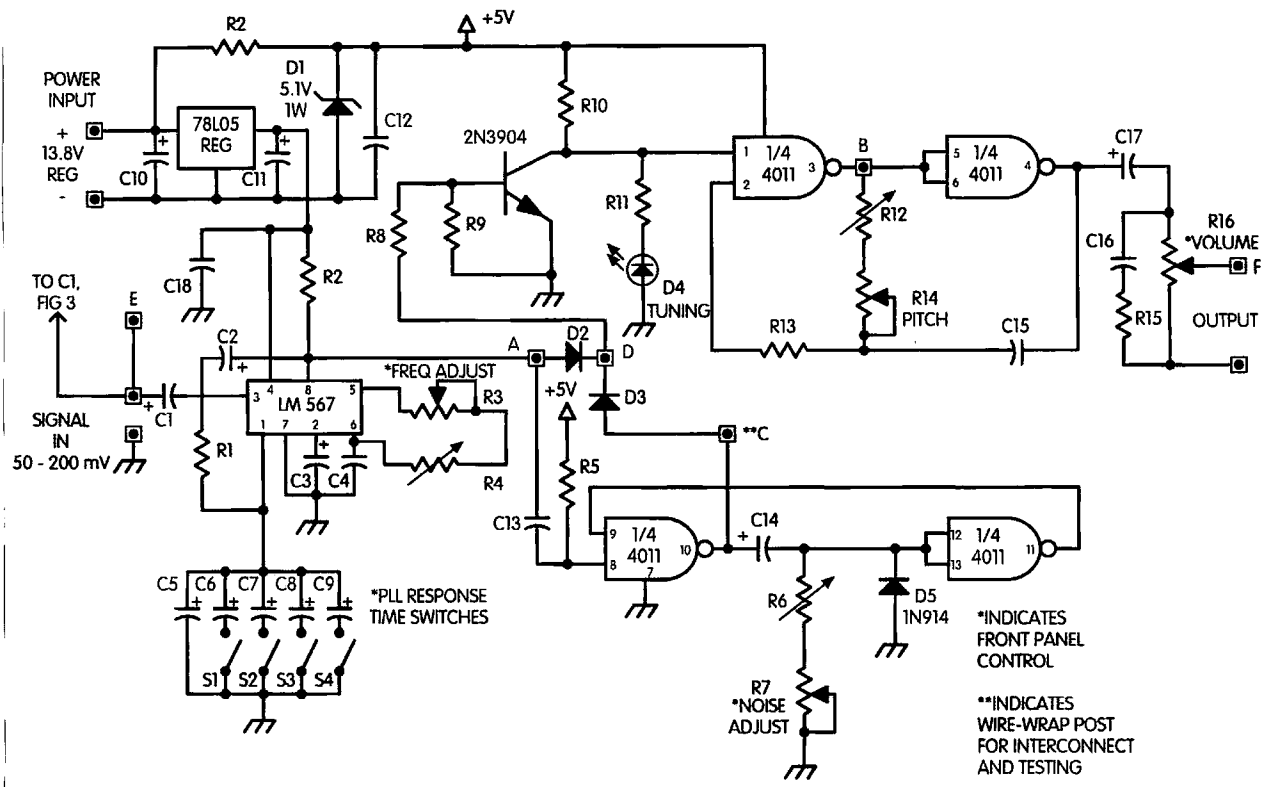 R2
+5V
POWER
INPUT
+
13.8V
REG
-
78L05
REG
+
C10
+
C11
D1
5.1V
1W
C12
2N3904
R10
R8
R9
R11
D4
TUNING
1
2
1/4
4011
3
B
5
6
1/4
4011
4
+
C17
R12
R14
PITCH
R13
C15
C16
R15
R16
*VOLUME
F
OUTPUT
C18
R2
TO C1,
FIG 3
E
C2
+
A
D2
D
*FREQ ADJUST
+5V
D3
**C
3
4
8
5
LM 567
1
7
2
6
+
C1
SIGNAL
IN
50 - 200 mV
R1
R3
R4
+
C3
C4
R5
C13
9
8
1/4
4011
7
10
+
C14
12
13
1/4
4011
11
C5
C6
C7
C8
C9
+
+
+
+
+
*PLL RESPONSE
TIME SWITCHES
S1
S2
S3
S4
R6
D5
1N914
R7
*NOISE
ADJUST
*INDICATES
FRONT PANEL
CONTROL
**INDICATES
WIRE-WRAP POST
FOR INTERCONNECT
AND TESTING